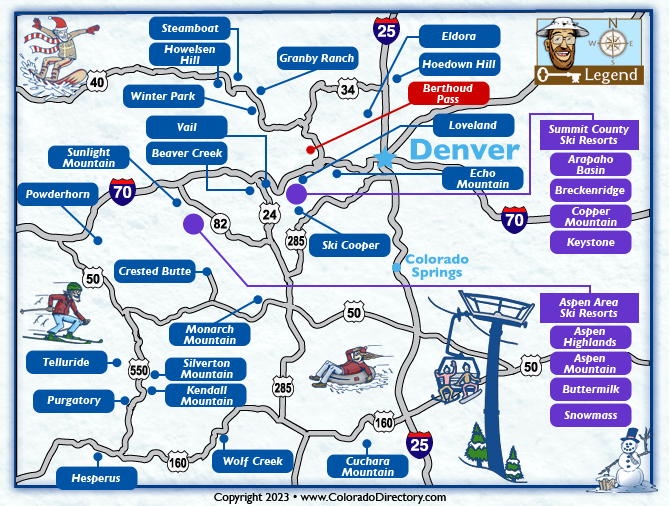 Steamboat
Howelsen
Hill
Granby Ranch
25
Eldora
Hoedown Hill
N
W
E
S
Legend
40
Winter Park
34
Berthoud
Pass
Vail
Loveland
Summit County
Ski Resorts
Sunlight
Mountain
Beaver Creek
Denver
Arapaho
Basin
Echo
Mountain
Breckenridge
Powderhorn
70
Copper
Mountain
82
24
70
285
Ski Cooper
Keystone
50
Crested Butte
Colorado
Springs
Aspen Area
Ski Resorts
Monarch
Mountain
50
Aspen
Highlands
Telluride
550
Silverton
Mountain
Aspen
Mountain
50
Purgatory
Kendall
Mountain
285
Buttermilk
160
Snowmass
25
Hesperus
160
Wolf Creek
Cuchara
Mountain
Copyright 2023 • www.ColoradoDirectory.com